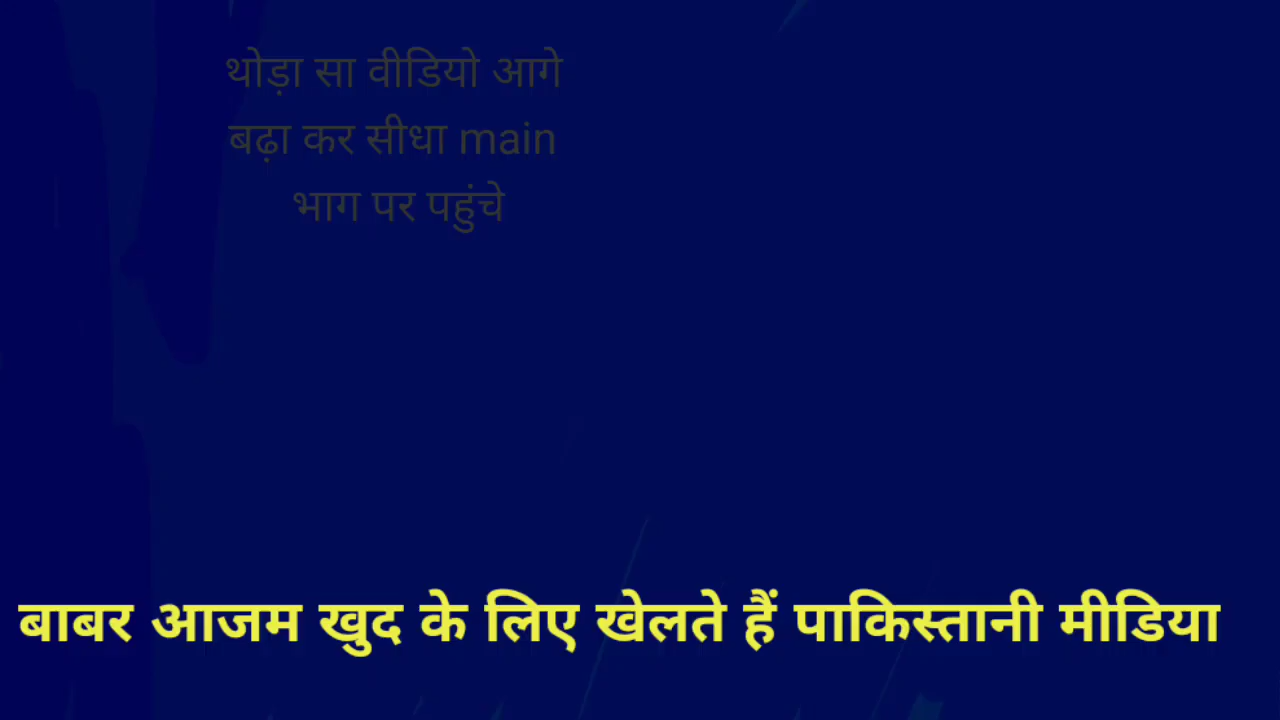 थोड़ा सा वीडियो आगे
बढ़ा कर सीधा main
भाग पर पहुंचे
बाबर आजम खुद के लिए खेलते हैं पाकिस्तानी मीडिया